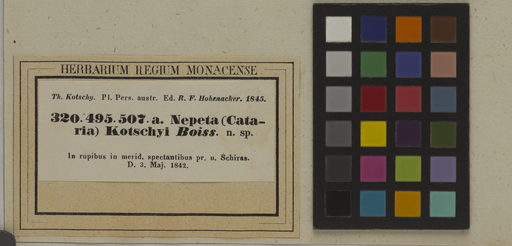 HERBARIUM REGIUM MONACENSE
Th. Kotschy. Pl. Pers. austr. Ed. R. F. Hohenacker. 1845.
320.495.507.a. Nepeta (Cata-
ria) Kotschyi Boiss. n. sp.
In rupibus in merid. spectantibus pr. u. Schiras.
D. 3. Maj. 1842.